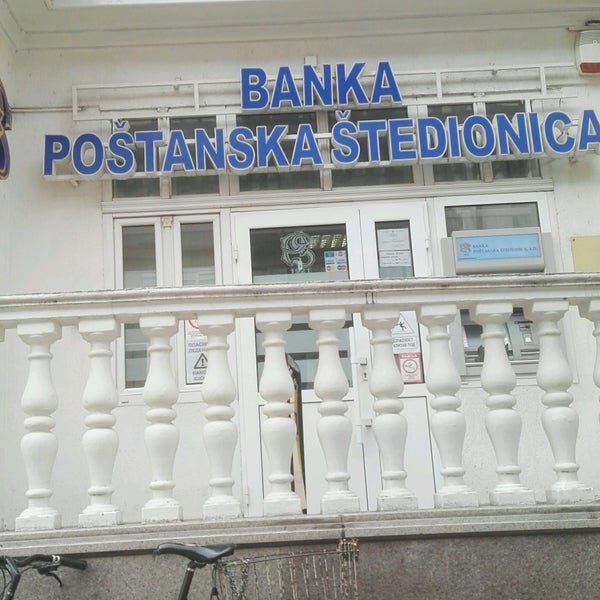 BANKA
POŠTANSKA ŠTEDIONICA
BANKA
POŠTANSKA ŠTEDIONICA, A.D.